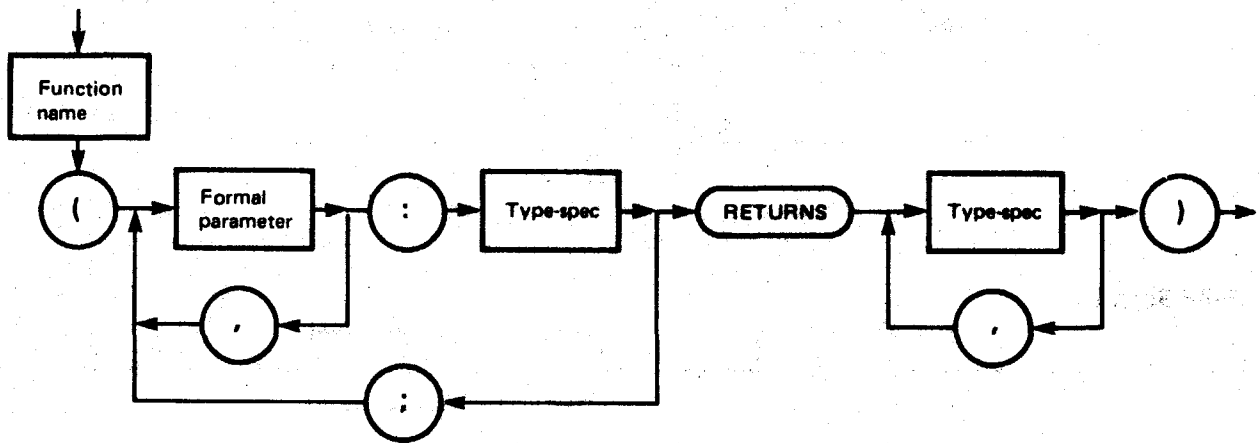 Function
name
(
Formal
parameter
:
Type-spec
RETURNS
Type-spec
)
,
,
;